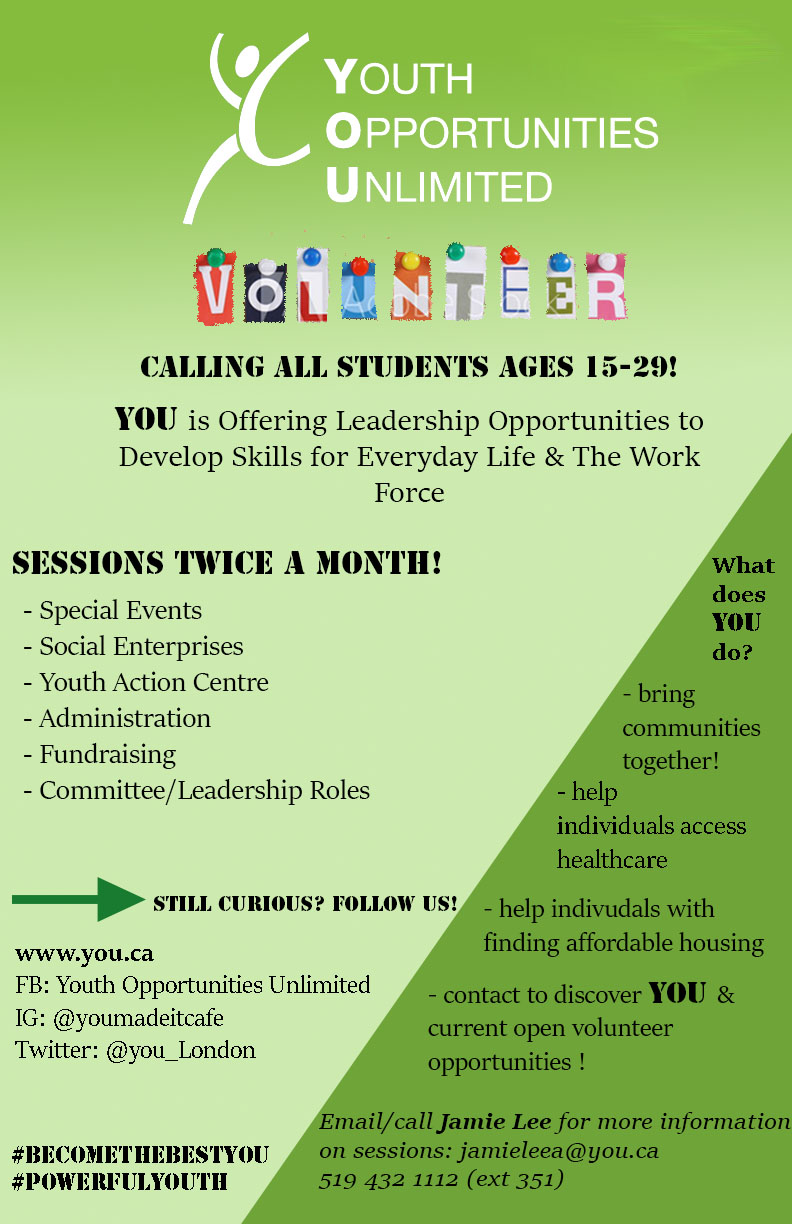 YOUTH
OPPORTUNITIES
UNLIMITED
VOLUNTEER
Adobe Stock
CALLING ALL STUDENTS AGES 15-29!
YOU is Offering Leadership Opportunities to
Develop Skills for Everyday Life & The Work
Force
SESSIONS TWICE A MONTH!
- Special Events
- Social Enterprises
- Youth Action Centre
- Administration
- Fundraising
- Committee/Leadership Roles
What
does
YOU
do?
- bring
communities
together!
- help
individuals access
healthcare
- help indivudals with
finding affordable housing
- contact to discover YOU &
current open volunteer
opportunities !
STILL CURIOUS? FOLLOW US!
www.you.ca
FB: Youth Opportunities Unlimited
IG: @youmadeitcafe
Twitter: @you_London
#BECOMETHEBESTYOU
#POWERFULYOUTH
Email/call Jamie Lee for more information
on sessions: jamieleea@you.ca
519 432 1112 (ext 351)